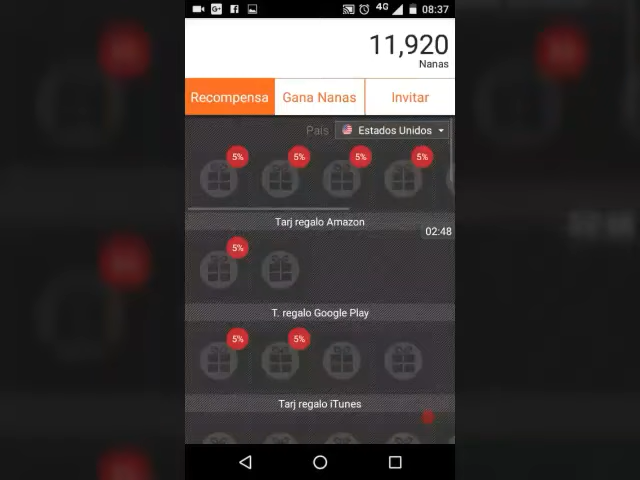 4G 08:37
11,920
Nanas
Recompensa Gana Nanas Invitar
País Estados Unidos
5% 5% 5% 5%
Tarj regalo Amazon
02:48
5%
T. regalo Google Play
5% 5%
Tarj regalo iTunes